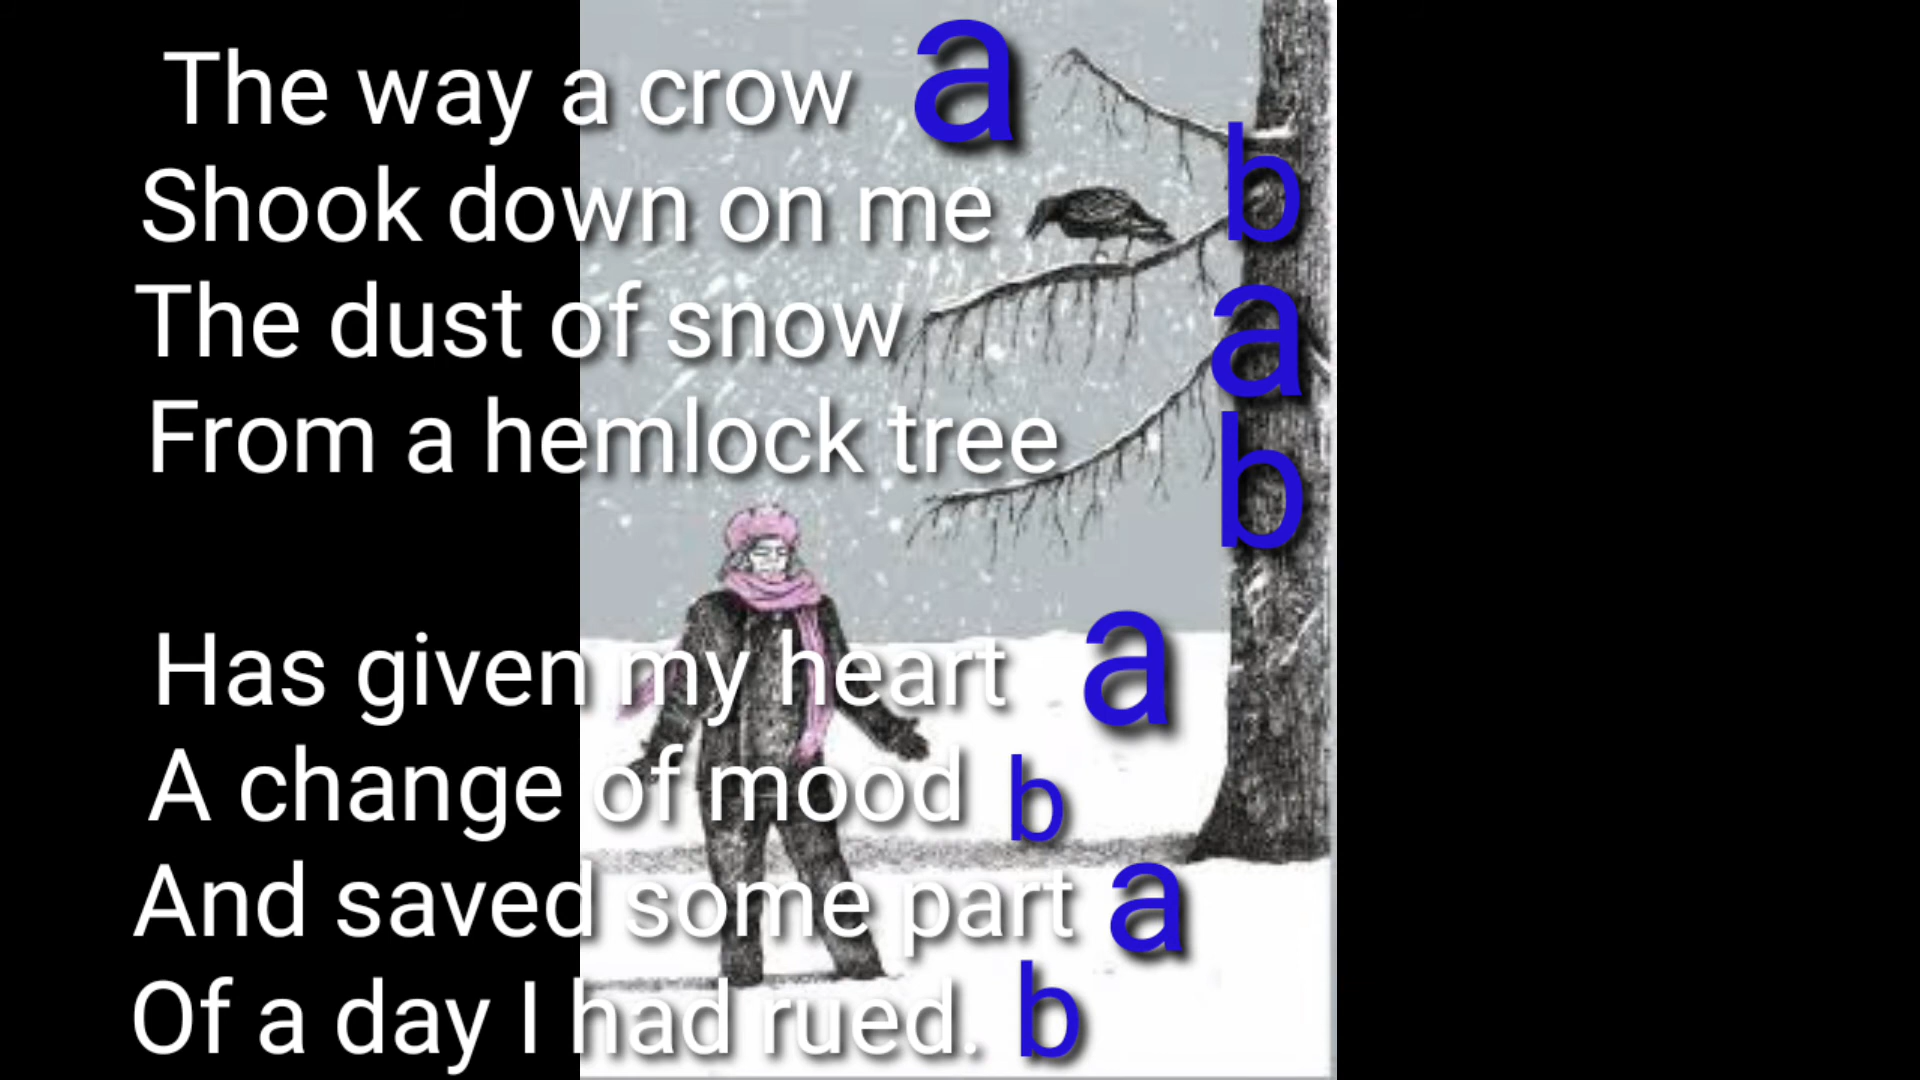 The way a crow a
Shook down on me b
The dust of snow a
From a hemlock tree b
Has given my heart a
A change of mood b
And saved some part a
Of a day I had rued. b